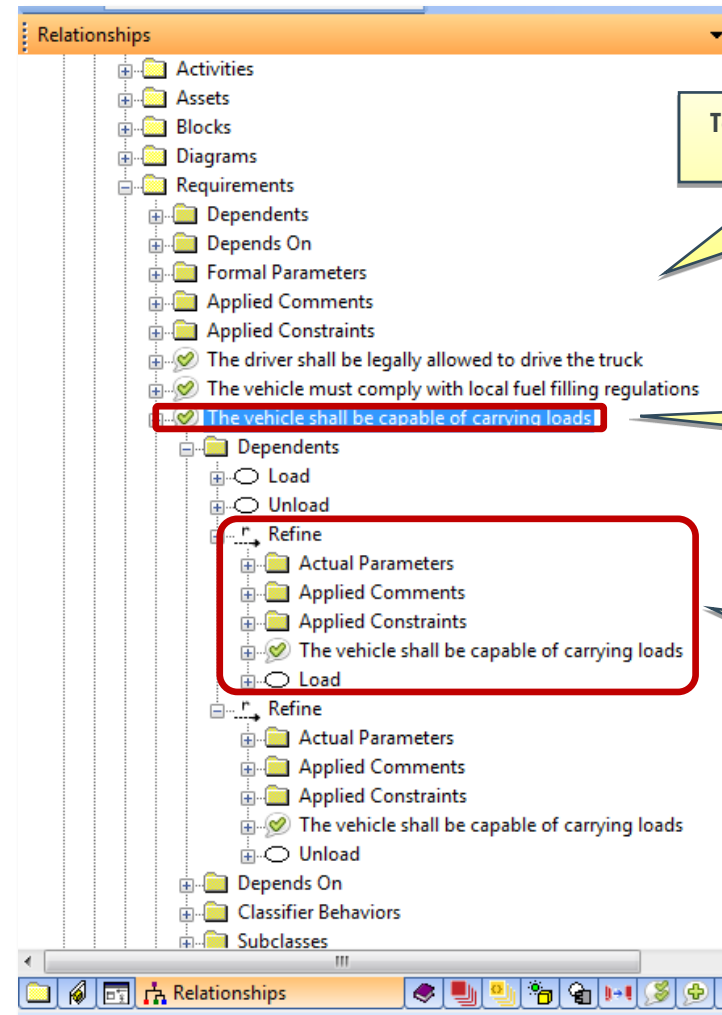 Relationships
Activities
Assets
Blocks
Diagrams
Requirements
Dependents
Depends On
Formal Parameters
Applied Comments
Applied Constraints
The driver shall be legally allowed to drive the truck
The vehicle must comply with local fuel filling regulations
The vehicle shall be capable of carrying loads
Dependents
Load
Unload
Refine
Actual Parameters
Applied Comments
Applied Constraints
The vehicle shall be capable of carrying loads
Load
Refine
Actual Parameters
Applied Comments
Applied Constraints
The vehicle shall be capable of carrying loads
Unload
Depends On
Classifier Behaviors
Subclasses
Relationships